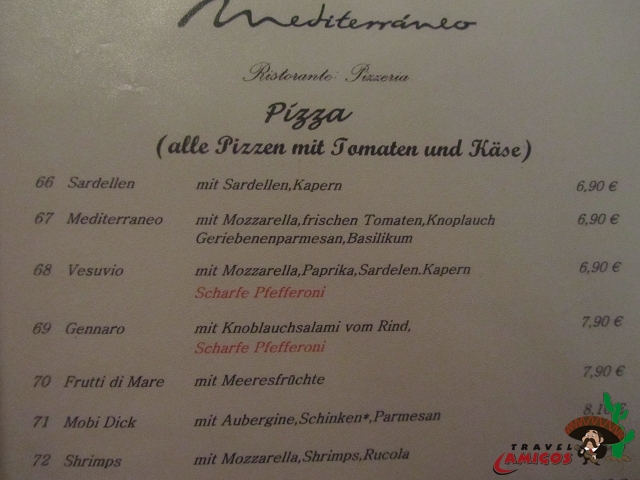 Mediterráneo
Ristorante Pizzeria
Pizza
(alle Pizzen mit Tomaten und Käse)
66 Sardellen mit Sardellen,Kapern 6,90 €
67 Mediterraneo mit Mozzarella,frischen Tomaten,Knoplauch 6,90 €
Geriebenenparmesan,Basilikum
68 Vesuvio mit Mozzarella,Paprika,Sardelen.Kapern 6,90 €
Scharfe Pfefferoni
69 Gennaro mit Knoblauchsalami vom Rind, 7,90 €
Scharfe Pfefferoni
70 Frutti di Mare mit Meeresfrüchte 7,90 €
71 Mobi Dick mit Aubergine,Schinken*,Parmesan
72 Shrimps mit Mozzarella,Shrimps,Rucola
TRAVEL
AMIGOS